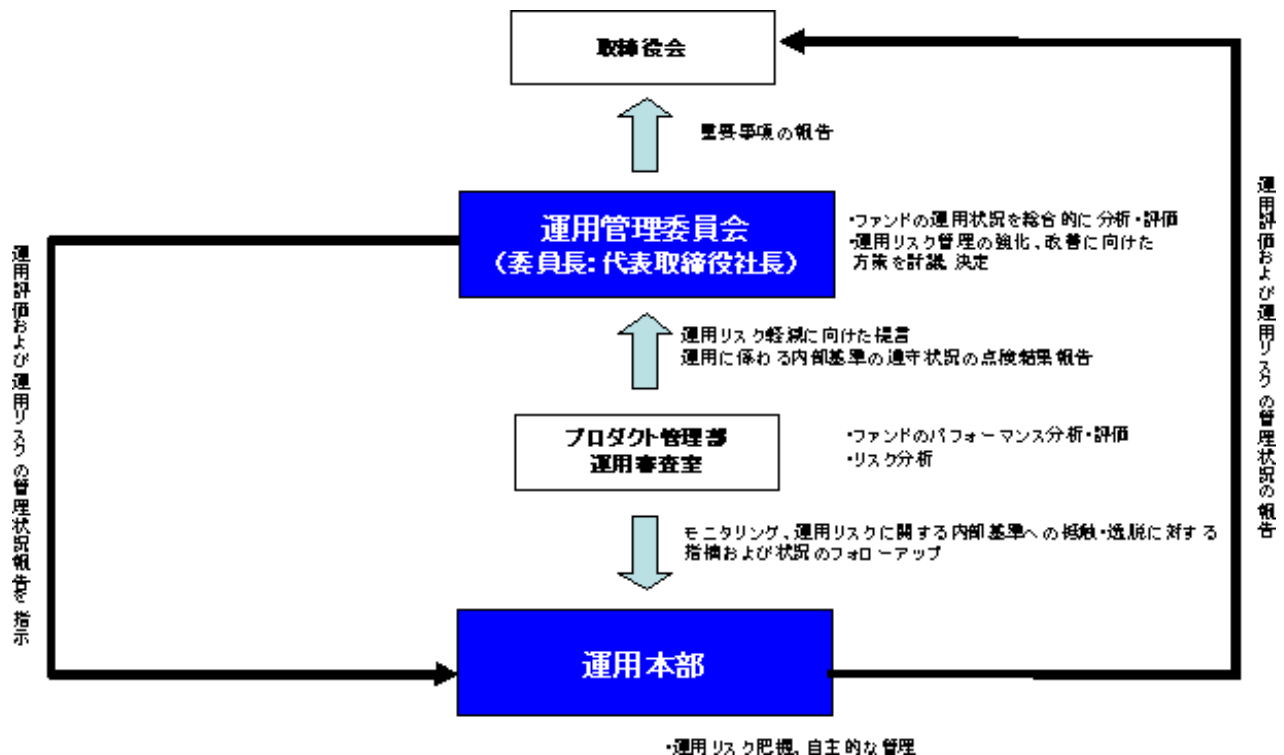 取締役会
重要事項の報告
運用管理委員会
（委員長：代表取締役社長）
・ファンドの運用状況を総合的に分析・評価
・運用リスク管理の強化、改善に向けた
方策を討議、決定
運用リスク軽減に向けた提言
運用に係わる内部基準の遵守状況の点検結果報告
プロダクト管理部
運用審査室
・ファンドのパフォーマンス分析・評価
・リスク分析
モニタリング、運用リスクに関する内部基準への抵触・逸脱に対する
指摘および状況のフォローアップ
運用本部
・運用リスク把握、自主的な管理
運用評価および運用リスクの管理状況報告を指示
運用評価および運用リスクの管理状況の報告